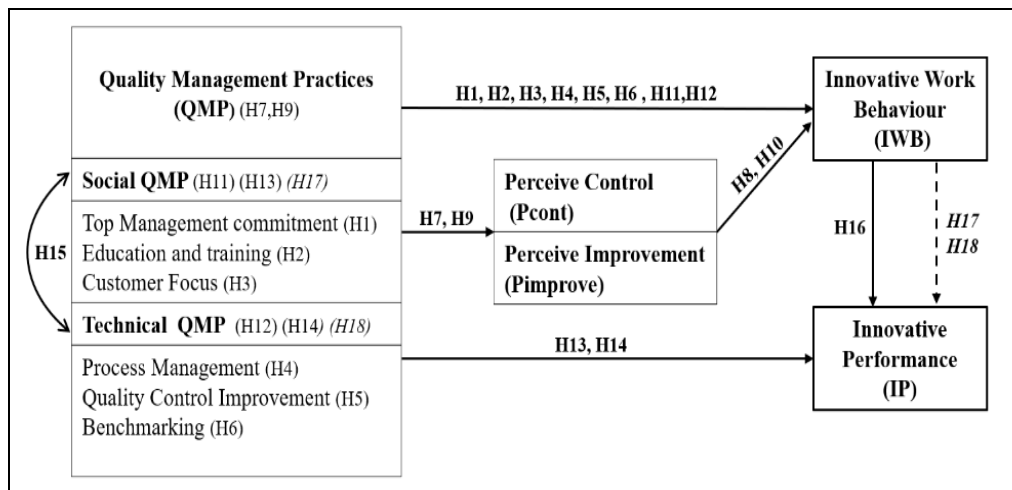 Quality Management Practices
(QMP) (H7,H9)
Social QMP (H11) (H13) (H17)
Top Management commitment (H1)
Education and training (H2)
Customer Focus (H3)
Technical QMP (H12) (H14) (H18)
Process Management (H4)
Quality Control Improvement (H5)
Benchmarking (H6)
H15
H1, H2, H3, H4, H5, H6 , H11,H12
H7, H9
Perceive Control
(Pcont)
Perceive Improvement
(Pimprove)
H8, H10
H13, H14
Innovative Work
Behaviour
(IWB)
H16
H17
H18
Innovative
Performance
(IP)